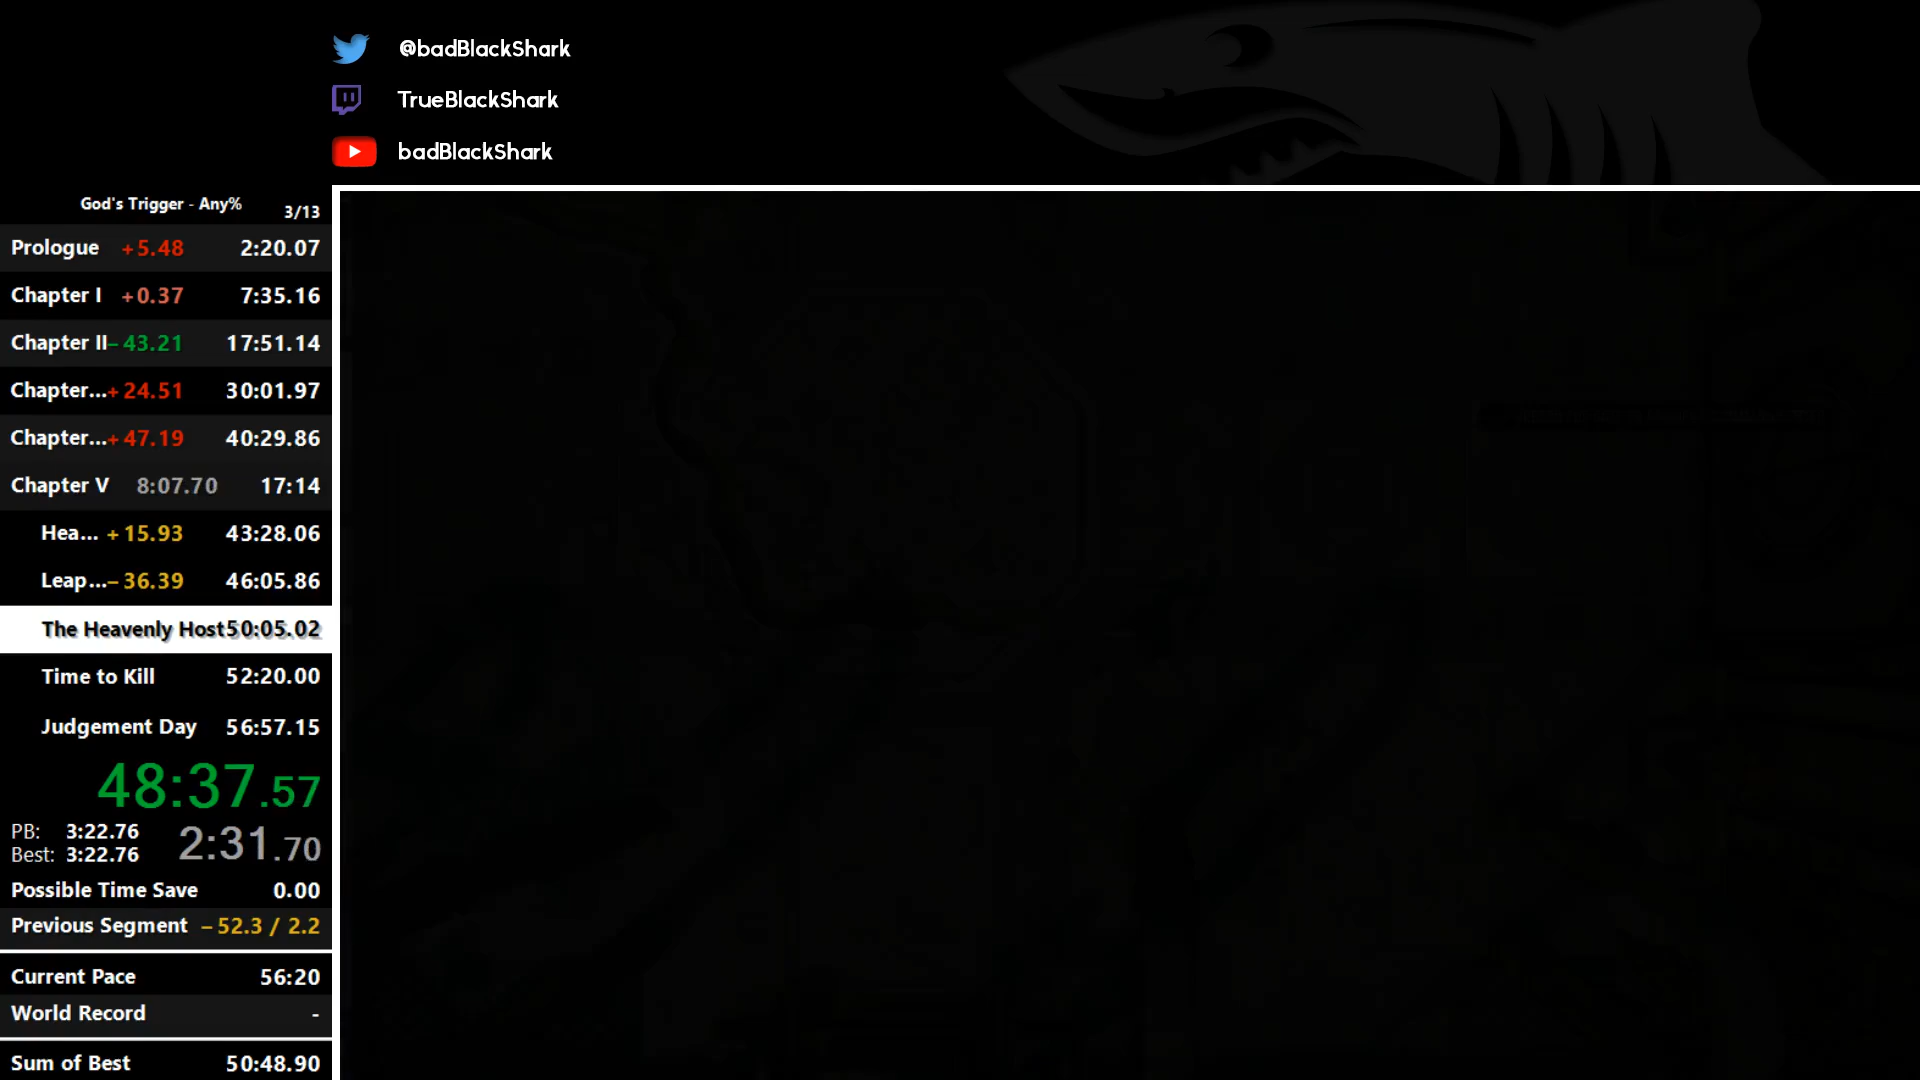 @badBlackShark
TrueBlackShark
badBlackShark
God's Trigger - Any%
3/13
Prologue +5.48 2:20.07
Chapter I +0.37 7:35.16
Chapter II −43.21 17:51.14
Chapter... +24.51 30:01.97
Chapter... +47.19 40:29.86
Chapter V 8:07.70 17:14
Hea... +15.93 43:28.06
Leap... −36.39 46:05.86
The Heavenly Host 50:05.02
Time to Kill 52:20.00
Judgement Day 56:57.15
48:37.57
PB: 3:22.76
Best: 3:22.76
2:31.70
Possible Time Save 0.00
Previous Segment −52.3 / 2.2
Current Pace 56:20
World Record -
Sum of Best 50:48.90